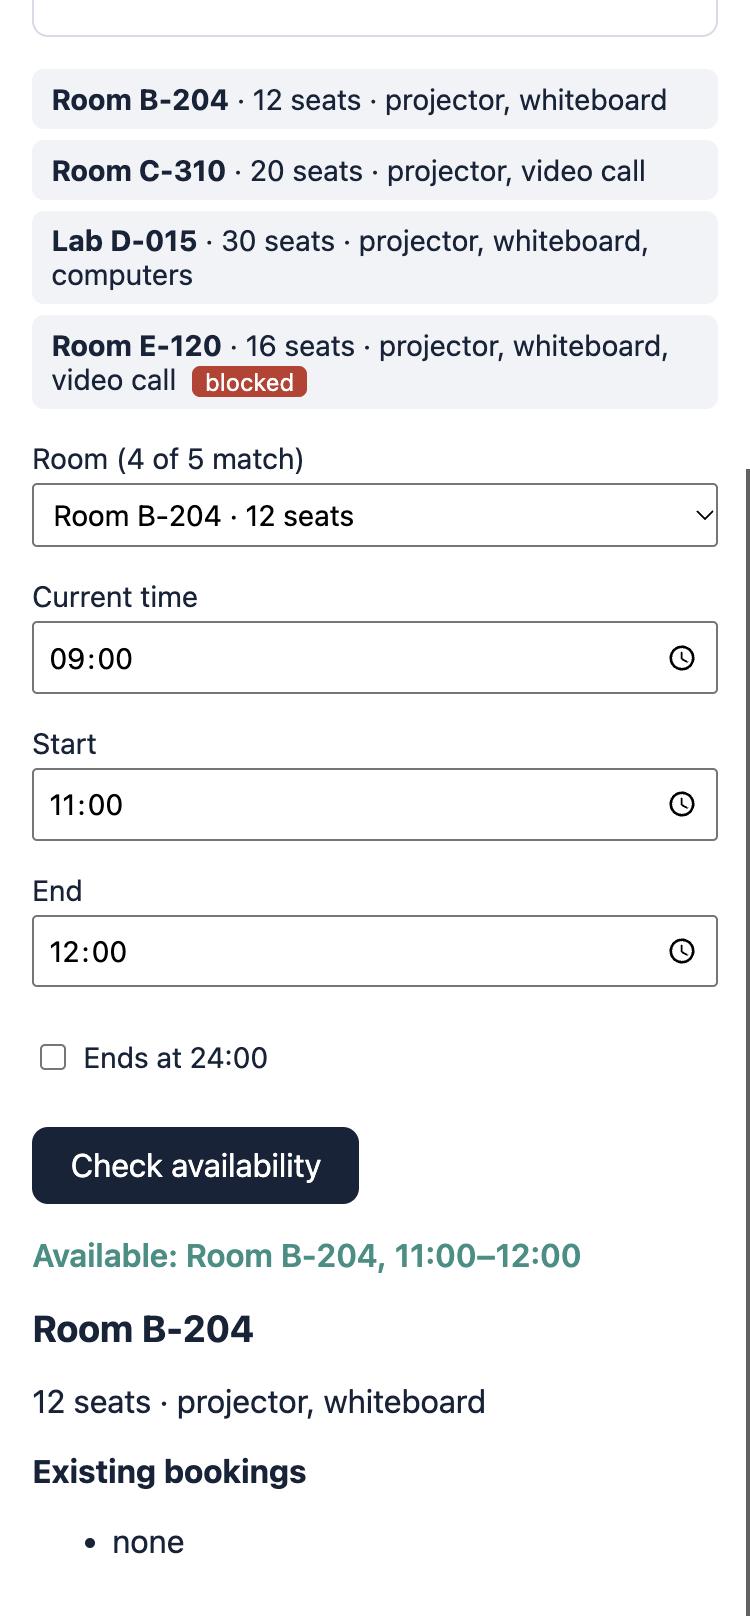 Room B-204 · 12 seats · projector, whiteboard
Room C-310 · 20 seats · projector, video call
Lab D-015 · 30 seats · projector, whiteboard,
computers
Room E-120 · 16 seats · projector, whiteboard,
video call blocked
Room (4 of 5 match)
Room B-204 · 12 seats
Current time
09:00
Start
11:00
End
12:00
Ends at 24:00
Check availability
Available: Room B-204, 11:00–12:00
Room B-204
12 seats · projector, whiteboard
Existing bookings
• none